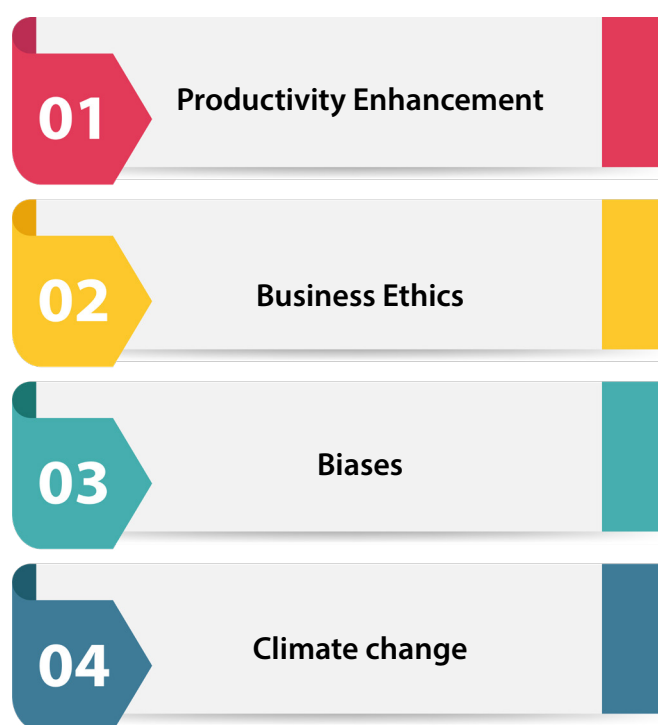 01
Productivity Enhancement
02
Business Ethics
03
Biases
04
Climate change